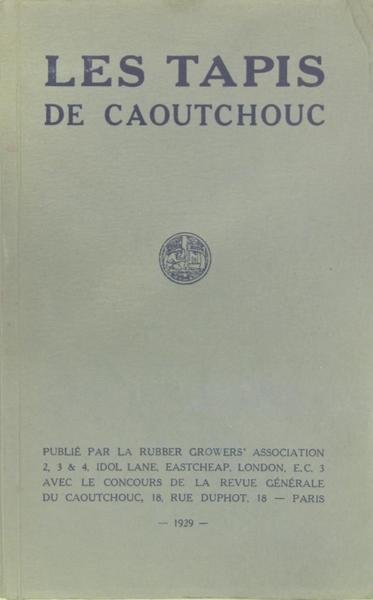 LES TAPIS
DE CAOUTCHOUC
PUBLIÉ PAR LA RUBBER GROWERS' ASSOCIATION
2, 3 & 4, IDOL LANE, EASTCHEAP, LONDON, E.C. 3
AVEC LE CONCOURS DE LA REVUE GÉNÉRALE
DU CAOUTCHOUC, 18, RUE DUPHOT, 18 — PARIS
— 1929 —